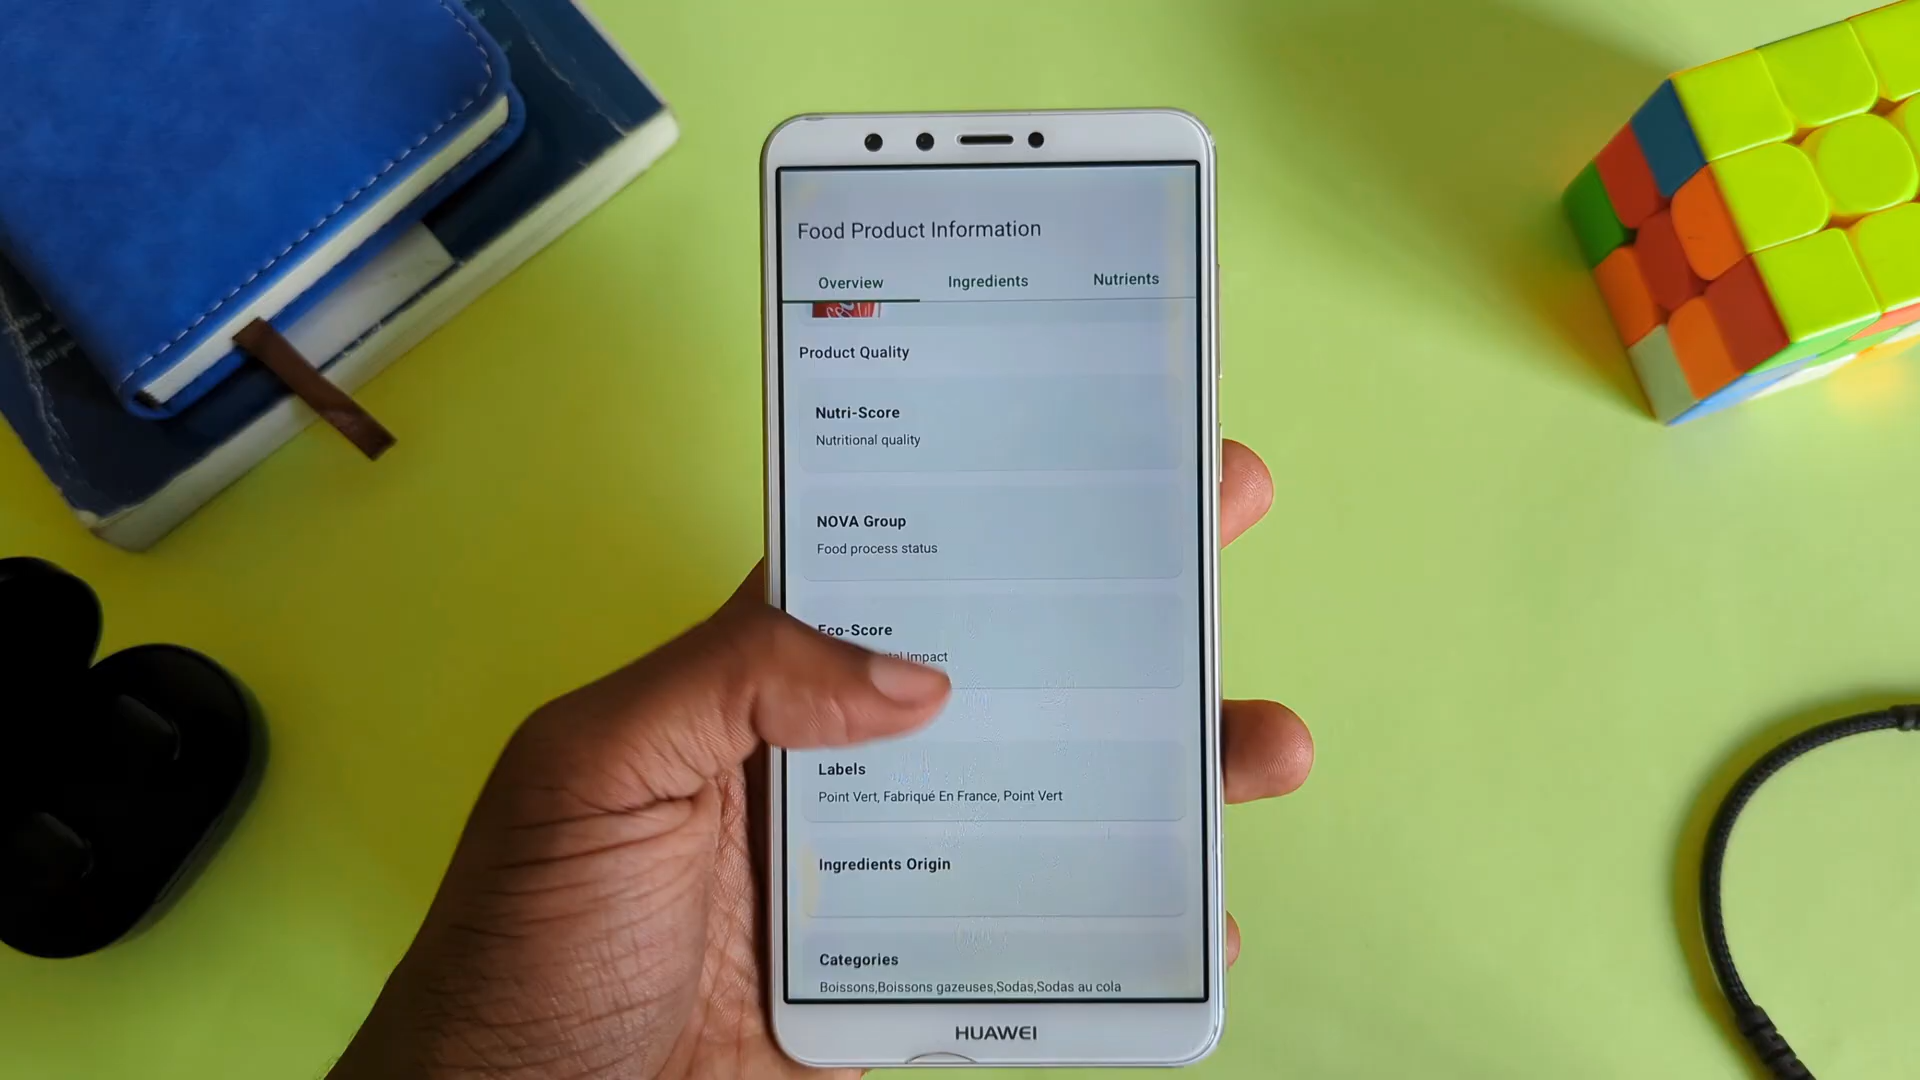 Food Product Information
Overview
Ingredients
Nutrients
Product Quality
Nutri-Score
Nutritional quality
NOVA Group
Food process status
Eco-Score
Impact
Labels
Point Vert, Fabriqué En France, Point Vert
Ingredients Origin
Categories
Boissons,Boissons gazeuses,Sodas,Sodas au cola
HUAWEI